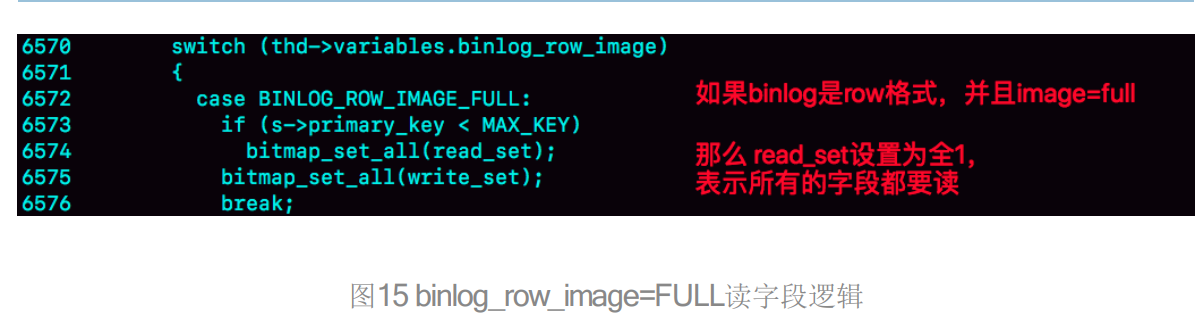 6570 switch (thd->variables.binlog_row_image)
6571 {
6572 case BINLOG_ROW_IMAGE_FULL:
如果binlog是row格式，并且image=full
6573 if (s->primary_key < MAX_KEY)
6574 bitmap_set_all(read_set);
那么 read_set设置为全1，
6575 bitmap_set_all(write_set);
表示所有的字段都要读
6576 break;
图15 binlog_row_image=FULL读字段逻辑